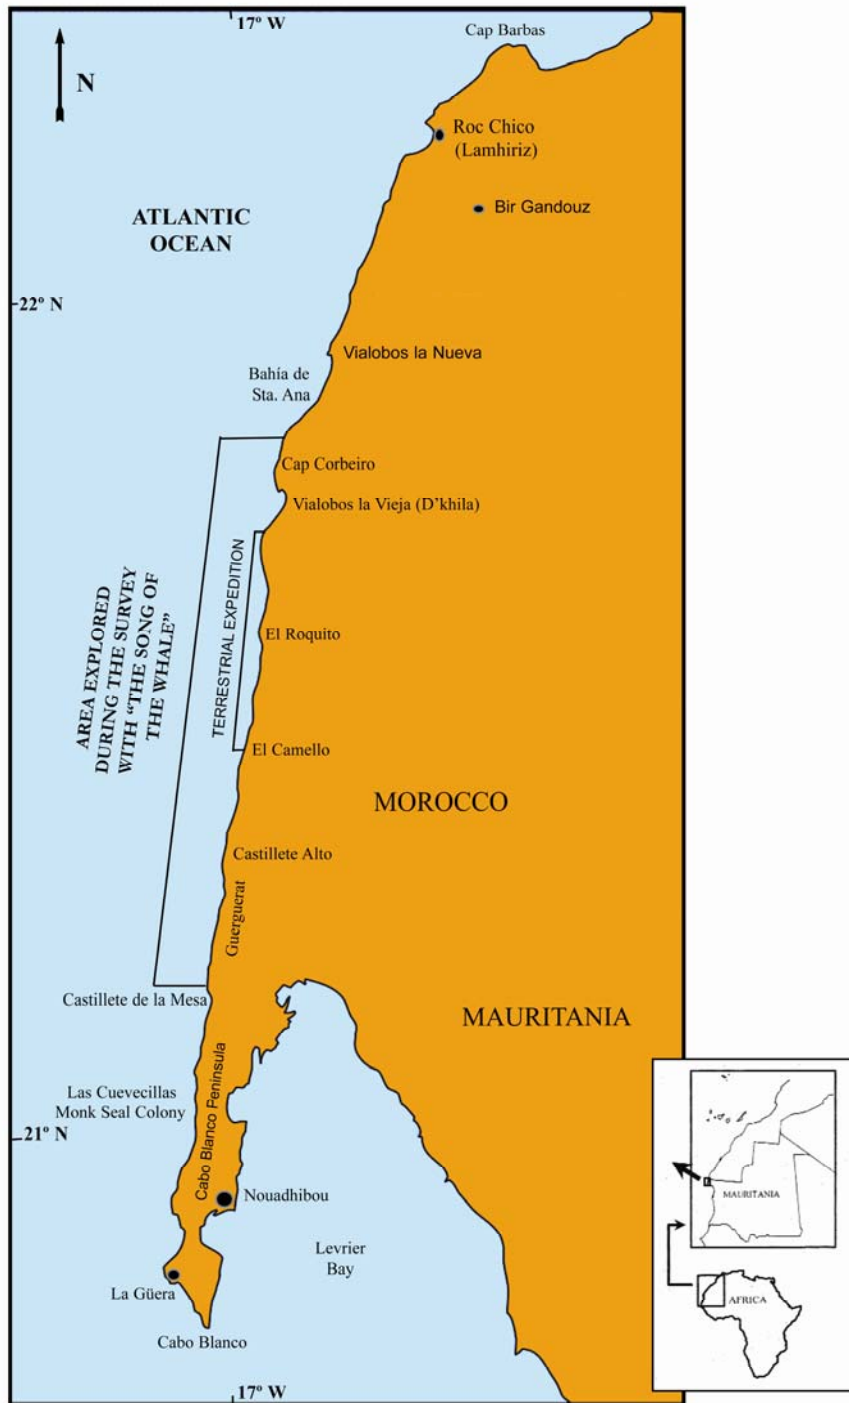 17º W
Cap Barbas
N
Roc Chico
(Lamhiriz)
Bir Gandouz
ATLANTIC
OCEAN
22º N
Vialobos la Nueva
Bahía de
Sta. Ana
Cap Corbeiro
Vialobos la Vieja (D’khila)
AREA EXPLORED
DURING THE SURVEY
WITH “THE SONG OF
THE WHALE”
TERRESTRIAL EXPEDITION
El Roquito
El Camello
MOROCCO
Castillete Alto
Guerguerat
Castillete de la Mesa
MAURITANIA
Las Cuevecillas
Monk Seal Colony
Cabo Blanco Peninsula
21º N
Nouadhibou
Levrier
Bay
La Güera
Cabo Blanco
17º W
MAURITANIA
AFRICA